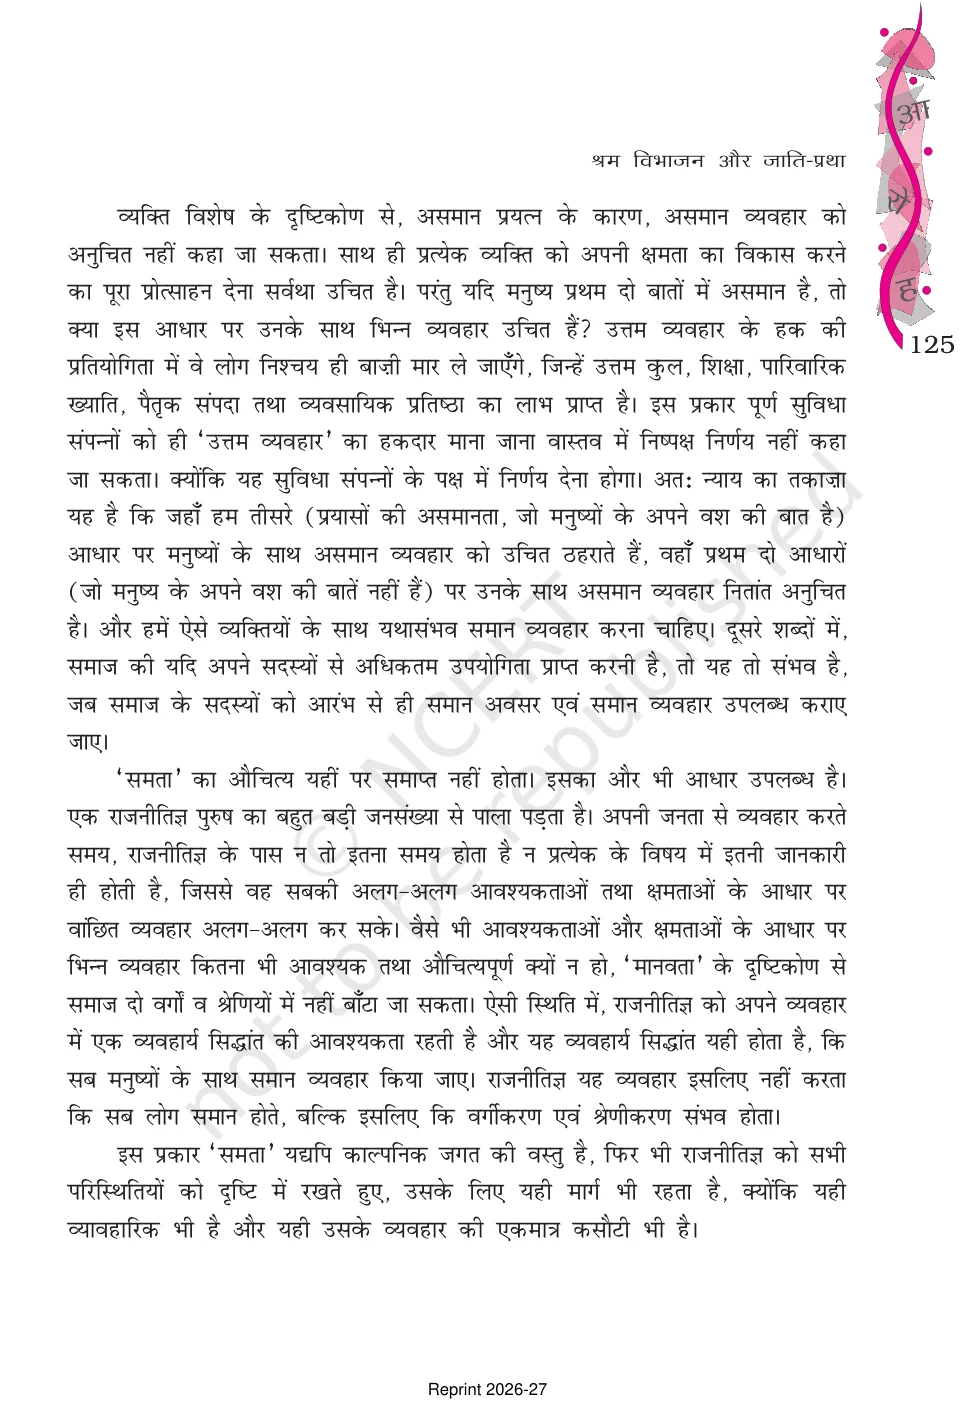 श्रम विभाजन और जाति-प्रथा
125
व्यक्ति विशेष के दृष्टिकोण से, असमान प्रयत्न के कारण, असमान व्यवहार को
अनुचित नहीं कहा जा सकता। साथ ही प्रत्येक व्यक्ति को अपनी क्षमता का विकास करने
का पूरा प्रोत्साहन देना सर्वथा उचित है। परंतु यदि मनुष्य प्रथम दो बातों में असमान है, तो
क्या इस आधार पर उनके साथ भिन्न व्यवहार उचित हैं? उत्तम व्यवहार के हक की
प्रतियोगिता में वे लोग निश्चय ही बाज़ी मार ले जाएँगे, जिन्हें उत्तम कुल, शिक्षा, पारिवारिक
ख्याति, पैतृक संपदा तथा व्यवसायिक प्रतिष्ठा का लाभ प्राप्त है। इस प्रकार पूर्ण सुविधा
संपन्नों को ही ‘उत्तम व्यवहार’ का हकदार माना जाना वास्तव में निष्पक्ष निर्णय नहीं कहा
जा सकता। क्योंकि यह सुविधा संपन्नों के पक्ष में निर्णय देना होगा। अतः न्याय का तकाज़ा
यह है कि जहाँ हम तीसरे (प्रयासों की असमानता, जो मनुष्यों के अपने वश की बात है)
आधार पर मनुष्यों के साथ असमान व्यवहार को उचित ठहराते हैं, वहाँ प्रथम दो आधारों
(जो मनुष्य के अपने वश की बातें नहीं हैं) पर उनके साथ असमान व्यवहार नितांत अनुचित
है। और हमें ऐसे व्यक्तियों के साथ यथासंभव समान व्यवहार करना चाहिए। दूसरे शब्दों में,
समाज की यदि अपने सदस्यों से अधिकतम उपयोगिता प्राप्त करनी है, तो यह तो संभव है,
जब समाज के सदस्यों को आरंभ से ही समान अवसर एवं समान व्यवहार उपलब्ध कराए
जाए।
‘समता’ का औचित्य यहीं पर समाप्त नहीं होता। इसका और भी आधार उपलब्ध है।
एक राजनीतिज्ञ पुरुष का बहुत बड़ी जनसंख्या से पाला पड़ता है। अपनी जनता से व्यवहार करते
समय, राजनीतिज्ञ के पास न तो इतना समय होता है न प्रत्येक के विषय में इतनी जानकारी
ही होती है, जिससे वह सबकी अलग-अलग आवश्यकताओं तथा क्षमताओं के आधार पर
वांछित व्यवहार अलग-अलग कर सके। वैसे भी आवश्यकताओं और क्षमताओं के आधार पर
भिन्न व्यवहार कितना भी आवश्यक तथा औचित्यपूर्ण क्यों न हो, ‘मानवता’ के दृष्टिकोण से
समाज दो वर्गों व श्रेणियों में नहीं बाँटा जा सकता। ऐसी स्थिति में, राजनीतिज्ञ को अपने व्यवहार
में एक व्यवहार्य सिद्धांत की आवश्यकता रहती है और यह व्यवहार्य सिद्धांत यही होता है, कि
सब मनुष्यों के साथ समान व्यवहार किया जाए। राजनीतिज्ञ यह व्यवहार इसलिए नहीं करता
कि सब लोग समान होते, बल्कि इसलिए कि वर्गीकरण एवं श्रेणीकरण संभव होता।
इस प्रकार ‘समता’ यद्यपि काल्पनिक जगत की वस्तु है, फिर भी राजनीतिज्ञ को सभी
परिस्थितियों को दृष्टि में रखते हुए, उसके लिए यही मार्ग भी रहता है, क्योंकि यही
व्यावहारिक भी है और यही उसके व्यवहार की एकमात्र कसौटी भी है।
© NCERT
not to be republished
Reprint 2026-27